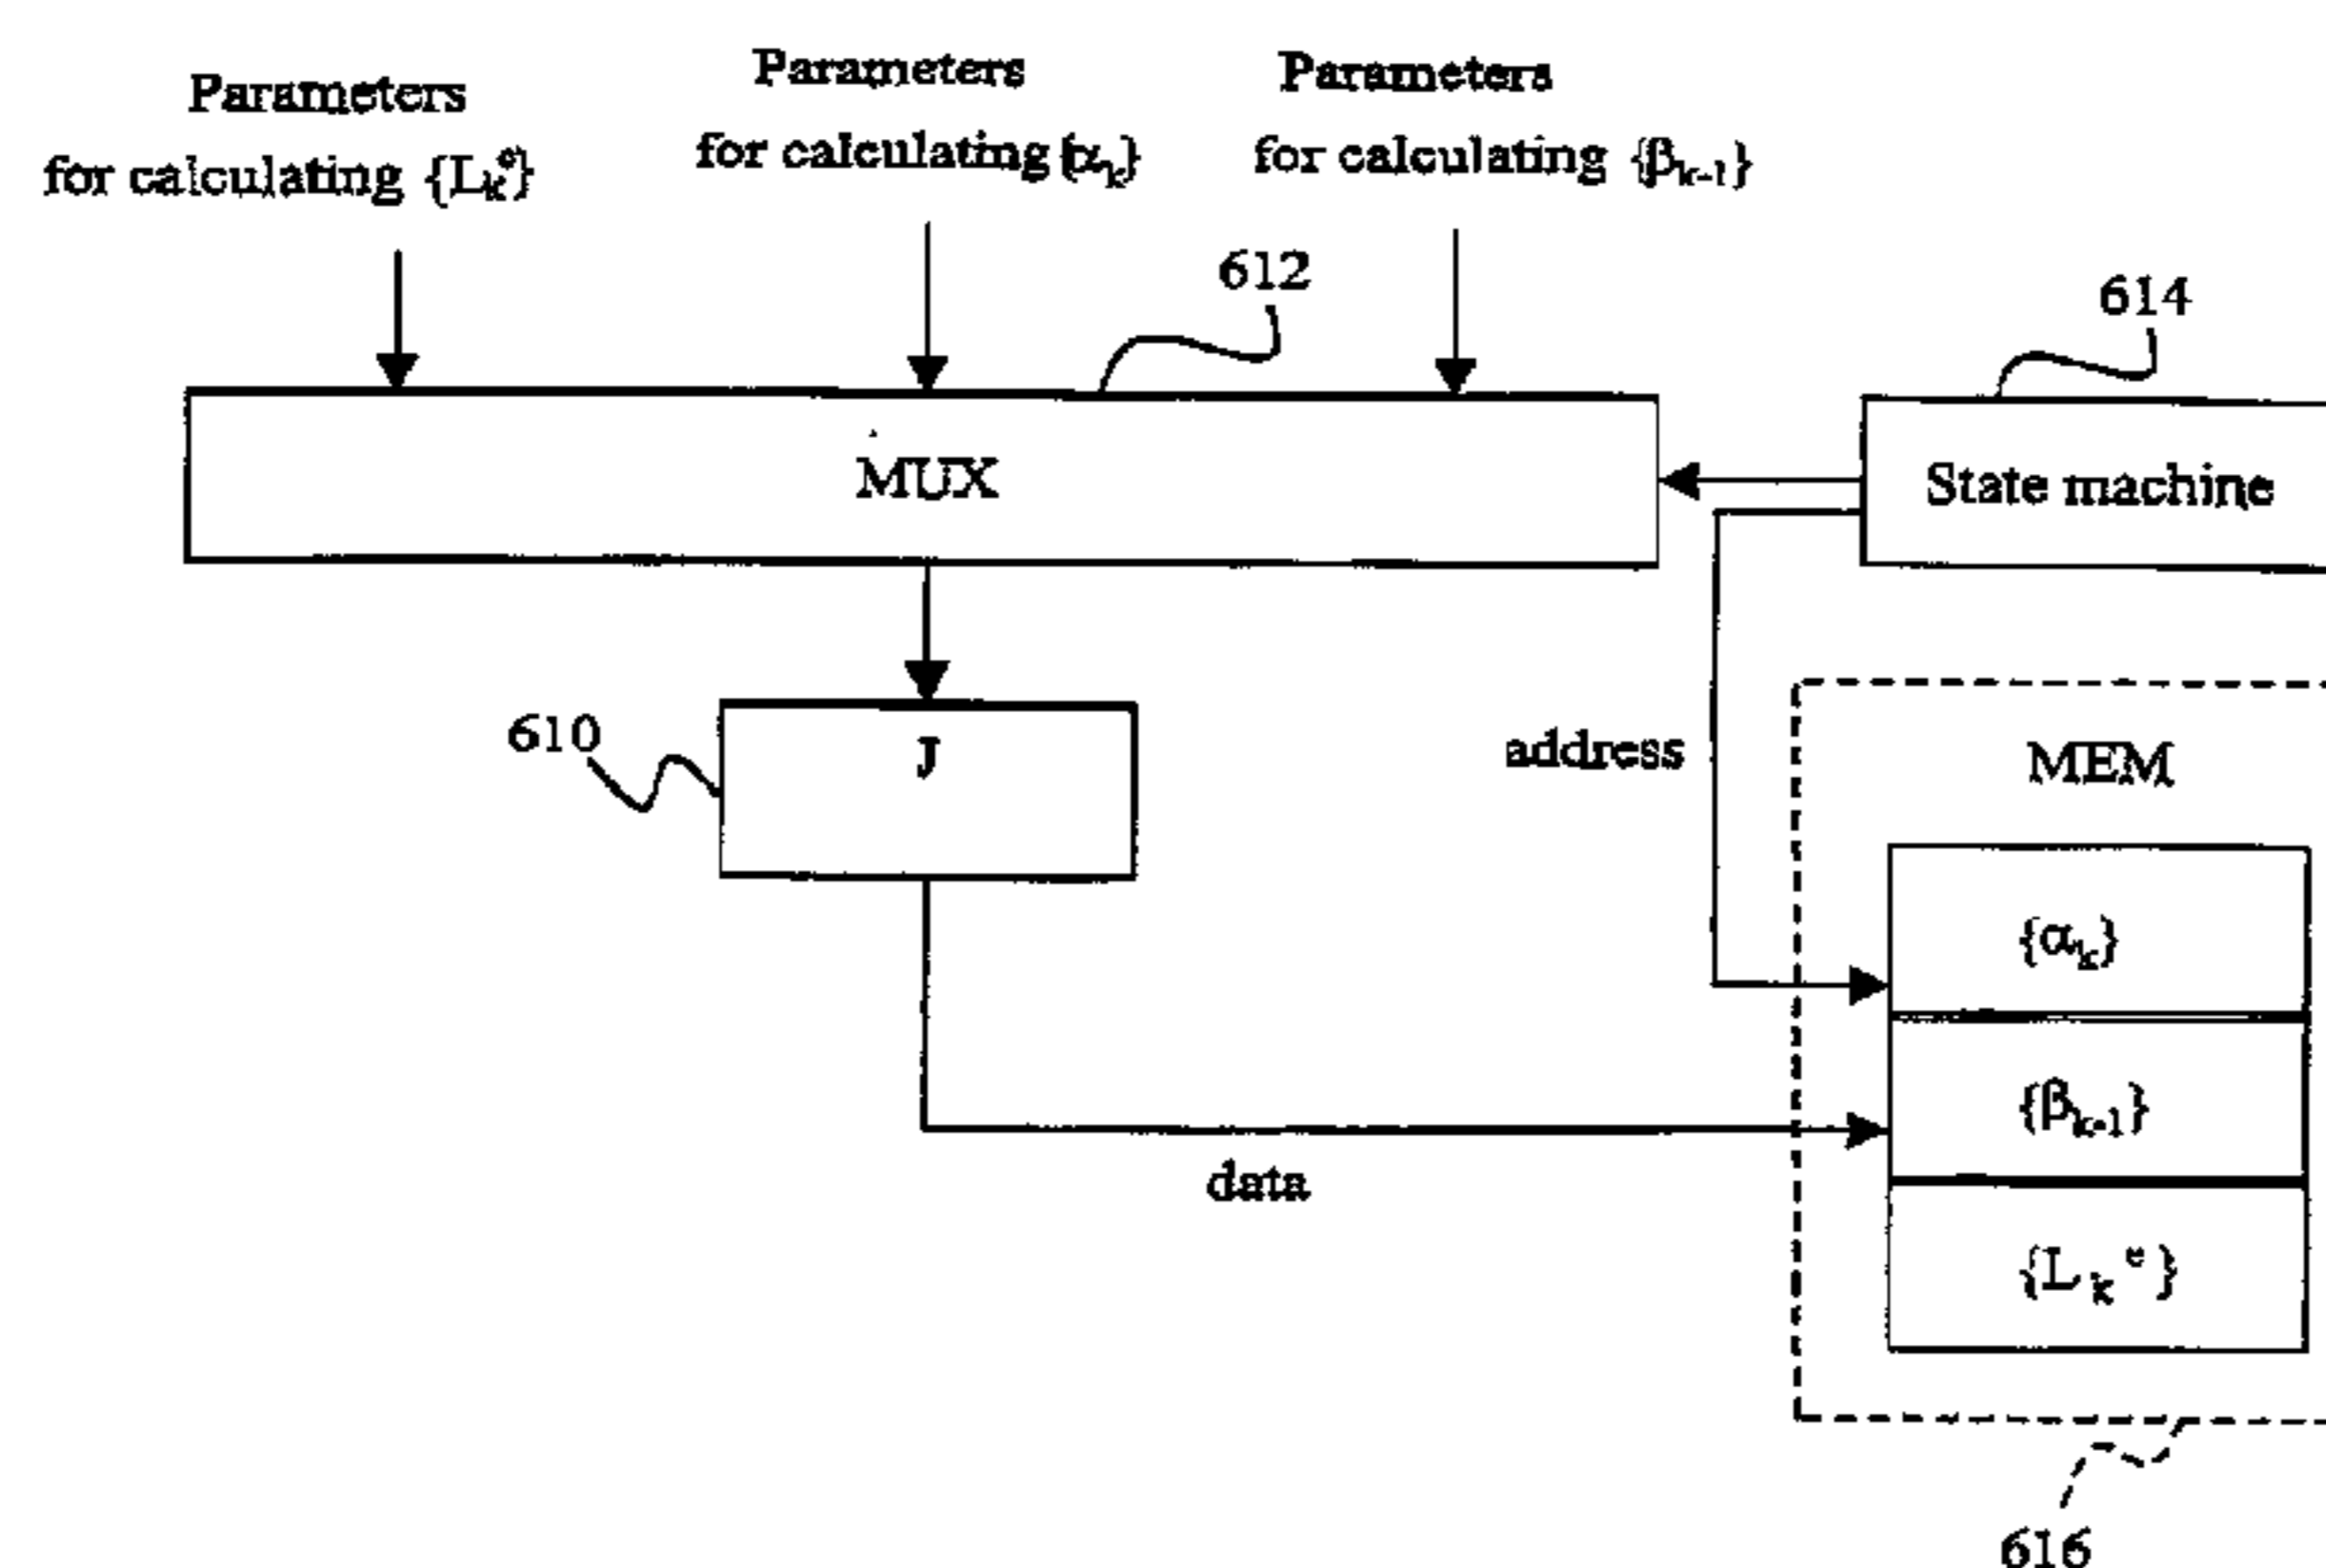 Parameters
for calculating {Lₖᵉ}
Parameters
for calculating {αₖ}
Parameters
for calculating {βₖ₋₁}
612
614
MUX
State machine
610
J
address
MEM
{αₖ}
{βₖ₋₁}
data
{Lₖᵉ}
616